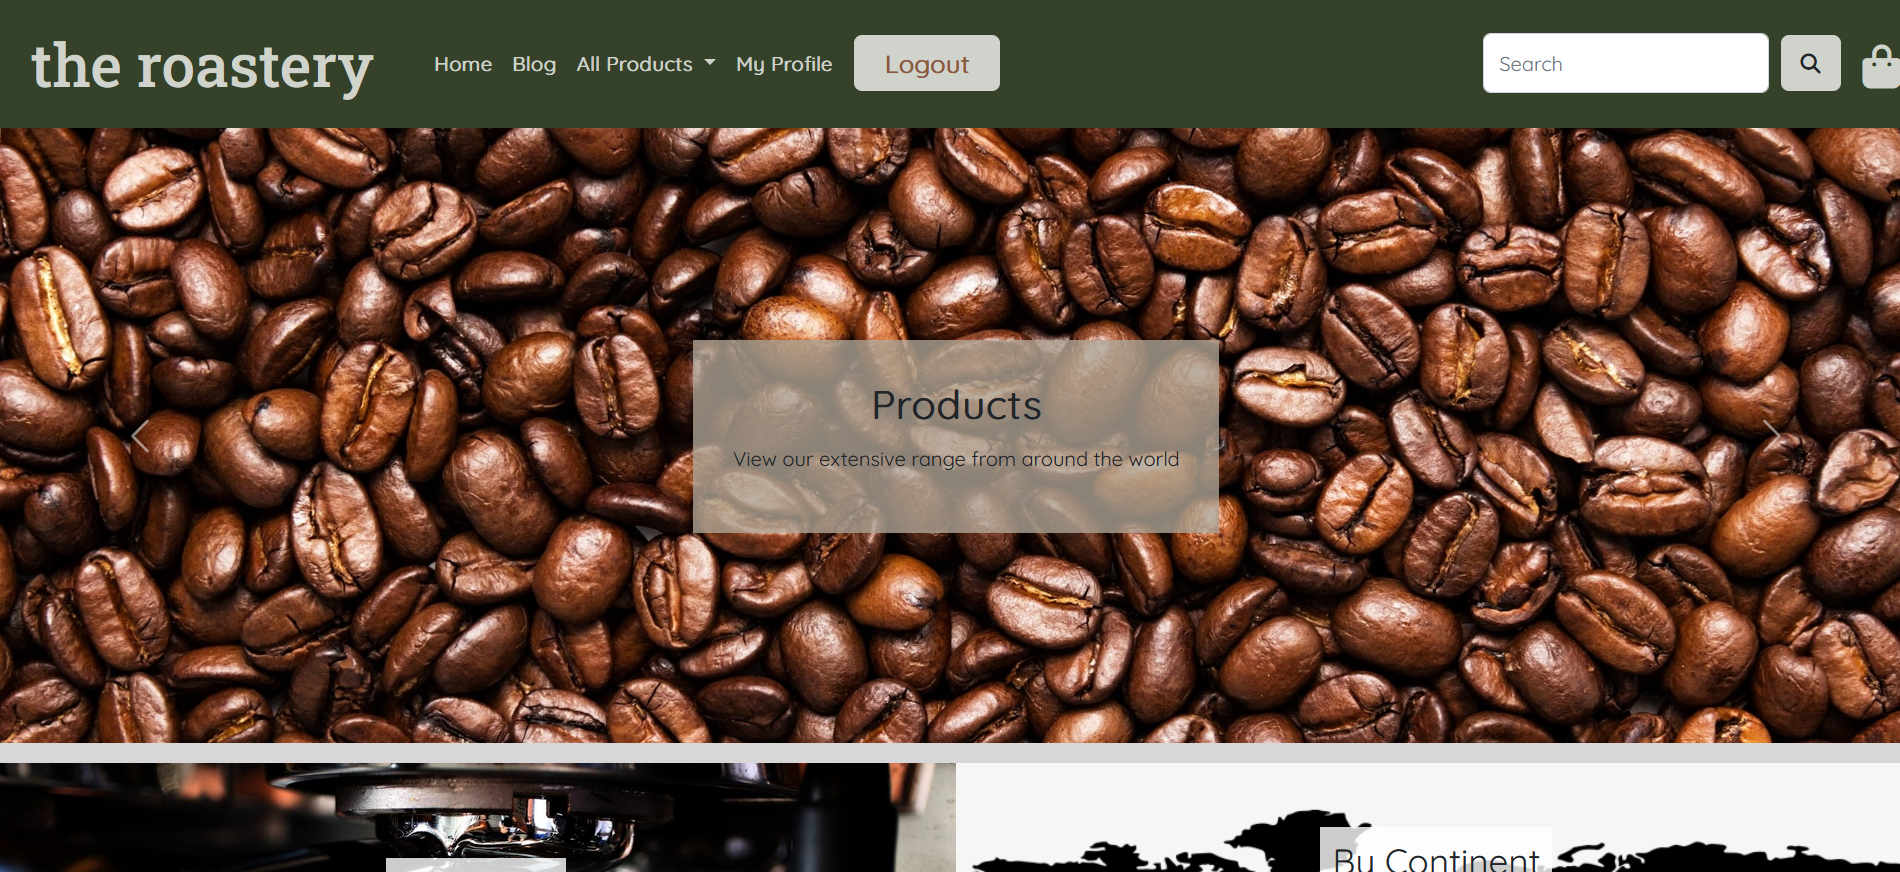 the roastery
Home Blog All Products My Profile Logout
Search
Products
View our extensive range from around the world
By Continent